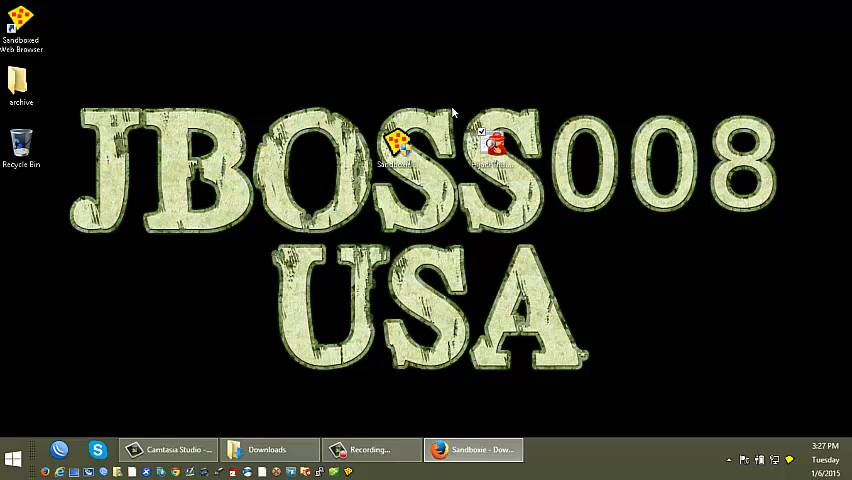 Sandboxed
Web Browser
archive
Recycle Bin
JBOSS008
USA
Camtasia Studio -...
Downloads
Recording...
Sandboxie - Dow...
3:27 PM
Tuesday
1/6/2015